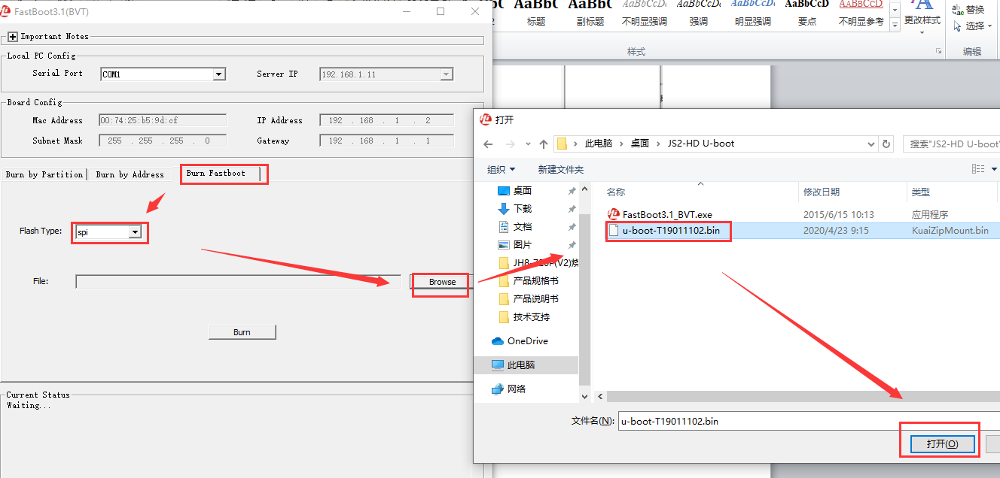 FastBoot3.1(BVT)
Important Notes
Local PC Config
Serial Port COM1 Server IP 192.168.1.11
Board Config
Mac Address 00:74:25:b5:9d:cf IP Address 192 . 168 . 1 . 2
Subnet Mask 255 . 255 . 255 . 0 Gateway 192 . 168 . 1 . 1
Burn by Partition Burn by Address Burn Fastboot
Flash Type: spi
File: Browse
Burn
Current Status
Waiting...
AaBbC AaBbC AaBbCcDc AaBbCcDc AaBbCcDc AaBbCcD AaBbCcDc
标题 副标题 不明显强调 强调 明显强调 要点 不明显参考
更改样式
替换
选择
样式
编辑
打开
此电脑 桌面 JS2-HD U-boot
搜索"JS2-HD U-boot"
组织 新建文件夹
名称 修改日期 类型
FastBoot3.1_BVT.exe 2015/6/15 10:13 应用程序
u-boot-T19011102.bin 2020/4/23 9:15 KuaiZipMount.bin
桌面
下载
文档
图片
产品规格书
产品说明书
技术支持
OneDrive
此电脑
网络
文件名(N): u-boot-T19011102.bin
打开(O)